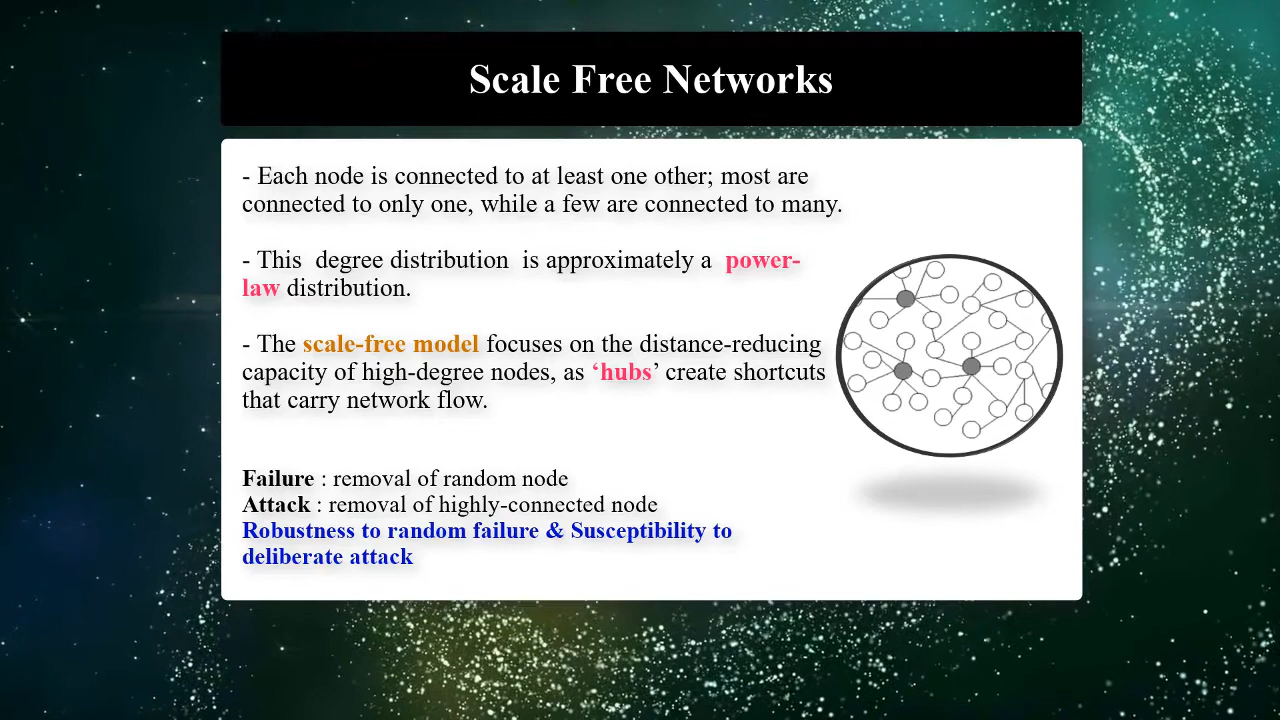 Scale Free Networks
- Each node is connected to at least one other; most are
connected to only one, while a few are connected to many.
- This  degree distribution  is approximately a  power-
law distribution.
- The scale-free model focuses on the distance-reducing
capacity of high-degree nodes, as ‘hubs’ create shortcuts
that carry network flow.
Failure : removal of random node
Attack : removal of highly-connected node
Robustness to random failure & Susceptibility to
deliberate attack